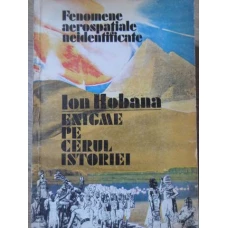 Fenomene
aerospațiale
neidentificate
Ion Hobana
ENIGME
PE
CERUL
ISTORIEI